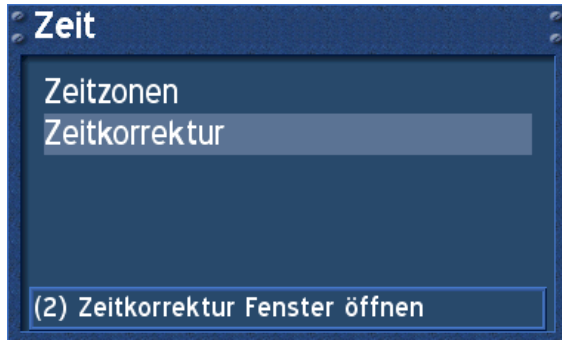 Zeit
Zeitzonen
Zeitkorrektur
(2) Zeitkorrektur Fenster öffnen